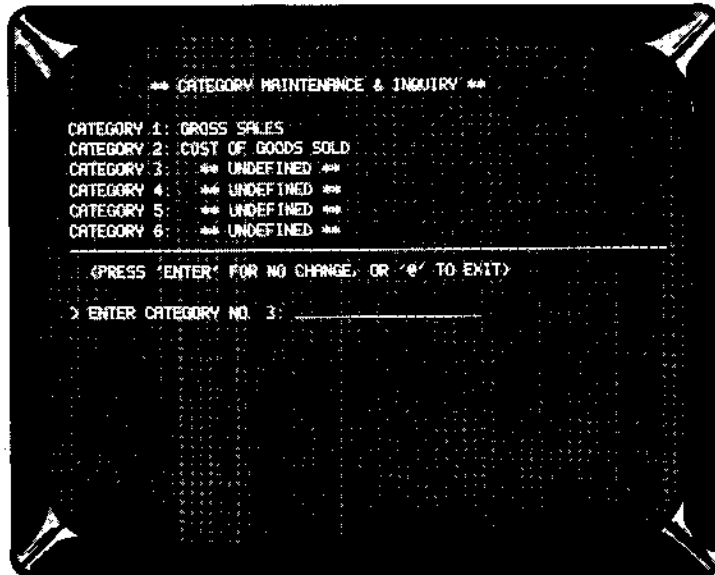 ** CATEGORY MAINTENANCE & INQUIRY **
CATEGORY 1: GROSS SALES
CATEGORY 2: COST OF GOODS SOLD
CATEGORY 3: ** UNDEFINED **
CATEGORY 4: ** UNDEFINED **
CATEGORY 5: ** UNDEFINED **
CATEGORY 6: ** UNDEFINED **
<PRESS 'ENTER' FOR NO CHANGE, OR '@' TO EXIT>
> ENTER CATEGORY NO. 3: ____________________